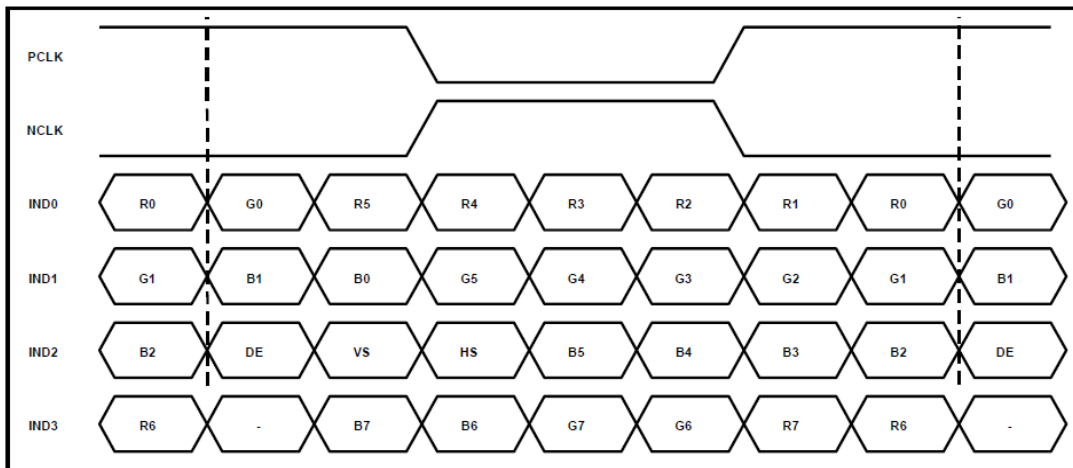 PCLK
NCLK
IND0 R0 G0 R5 R4 R3 R2 R1 R0 G0
IND1 G1 B1 B0 G5 G4 G3 G2 G1 B1
IND2 B2 DE VS HS B5 B4 B3 B2 DE
IND3 R6 - B7 B6 G7 G6 R7 R6 -